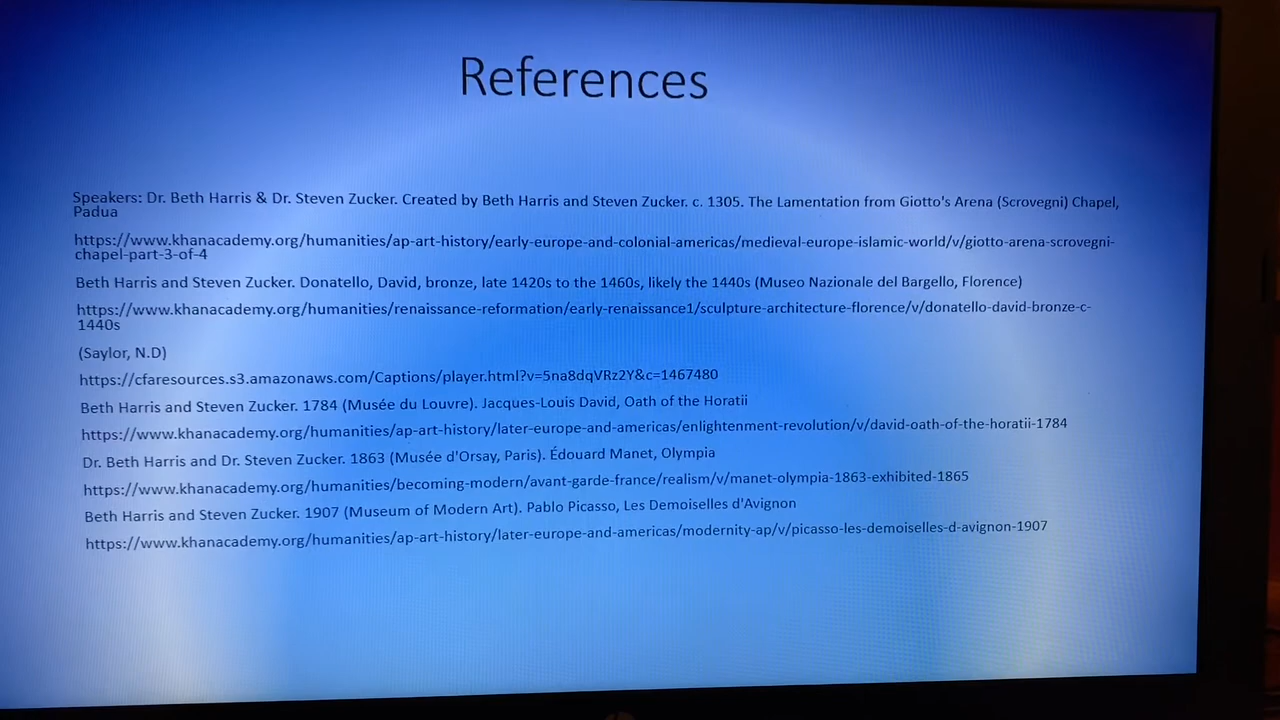 References
Speakers: Dr. Beth Harris & Dr. Steven Zucker. Created by Beth Harris and Steven Zucker. c. 1305. The Lamentation from Giotto's Arena (Scrovegni) Chapel,
Padua
https://www.khanacademy.org/humanities/ap-art-history/early-europe-and-colonial-americas/medieval-europe-islamic-world/v/giotto-arena-scrovegni-
chapel-part-3-of-4
Beth Harris and Steven Zucker. Donatello, David, bronze, late 1420s to the 1460s, likely the 1440s (Museo Nazionale del Bargello, Florence)
https://www.khanacademy.org/humanities/renaissance-reformation/early-renaissance1/sculpture-architecture-florence/v/donatello-david-bronze-c-
1440s
(Saylor, N.D)
https://cfaresources.s3.amazonaws.com/Captions/player.html?v=5na8dqVRz2Y&c=1467480
Beth Harris and Steven Zucker. 1784 (Musée du Louvre). Jacques-Louis David, Oath of the Horatii
https://www.khanacademy.org/humanities/ap-art-history/later-europe-and-americas/enlightenment-revolution/v/david-oath-of-the-horatii-1784
Dr. Beth Harris and Dr. Steven Zucker. 1863 (Musée d'Orsay, Paris). Édouard Manet, Olympia
https://www.khanacademy.org/humanities/becoming-modern/avant-garde-france/realism/v/manet-olympia-1863-exhibited-1865
Beth Harris and Steven Zucker. 1907 (Museum of Modern Art). Pablo Picasso, Les Demoiselles d'Avignon
https://www.khanacademy.org/humanities/ap-art-history/later-europe-and-americas/modernity-ap/v/picasso-les-demoiselles-d-avignon-1907